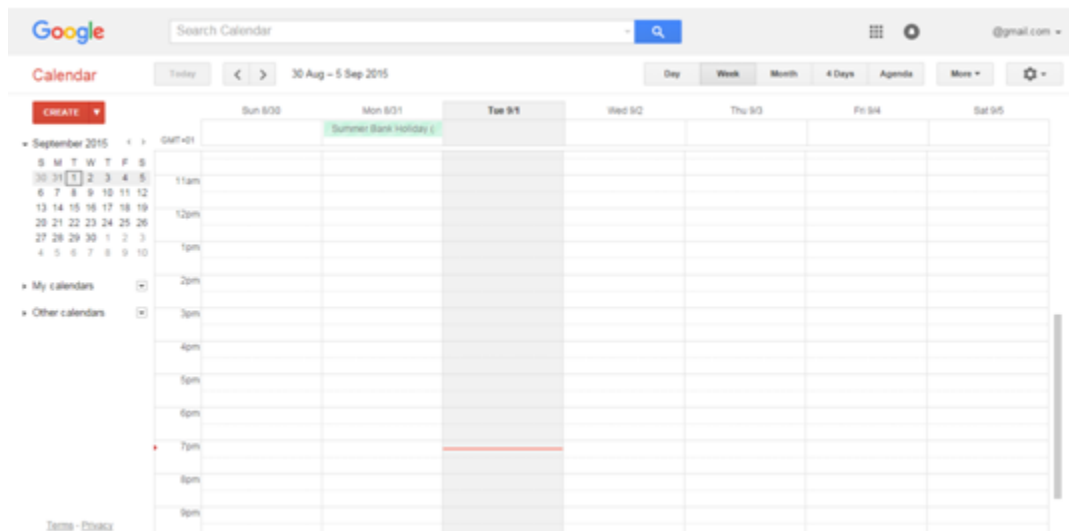 Google Search Calendar @gmail.com
Calendar Today 30 Aug – 5 Sep 2015 Day Week Month 4 Days Agenda More
CREATE
Sun 8/30 Mon 8/31 Tue 9/1 Wed 9/2 Thu 9/3 Fri 9/4 Sat 9/5
GMT+01 Summer Bank Holiday (
September 2015
S M T W T F S
30 31 1 2 3 4 5
6 7 8 9 10 11 12
13 14 15 16 17 18 19
20 21 22 23 24 25 26
27 28 29 30 1 2 3
4 5 6 7 8 9 10
My calendars
Other calendars
11am
12pm
1pm
2pm
3pm
4pm
5pm
6pm
7pm
8pm
9pm
Terms - Privacy